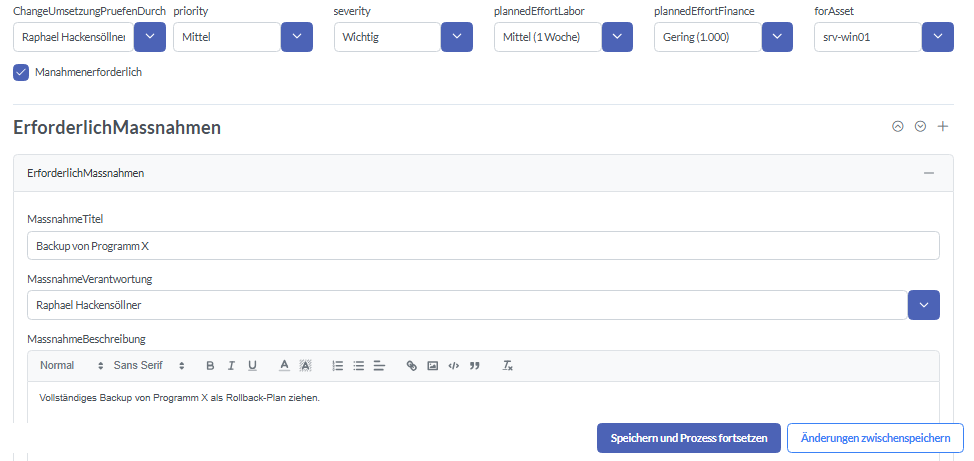 ChangeUmsetzungPruefenDurch priority severity plannedEffortLabor plannedEffortFinance forAsset
Raphael Hackensöllner Mittel Wichtig Mittel (1 Woche) Gering (1.000) srv-win01
Manahmenerforderlich
ErforderlichMassnahmen
ErforderlichMassnahmen
MassnahmeTitel
Backup von Programm X
MassnahmeVerantwortung
Raphael Hackensöllner
MassnahmeBeschreibung
Normal Sans Serif B I U A A
Vollständiges Backup von Programm X als Rollback-Plan ziehen.
Speichern und Prozess fortsetzen Änderungen zwischenspeichern